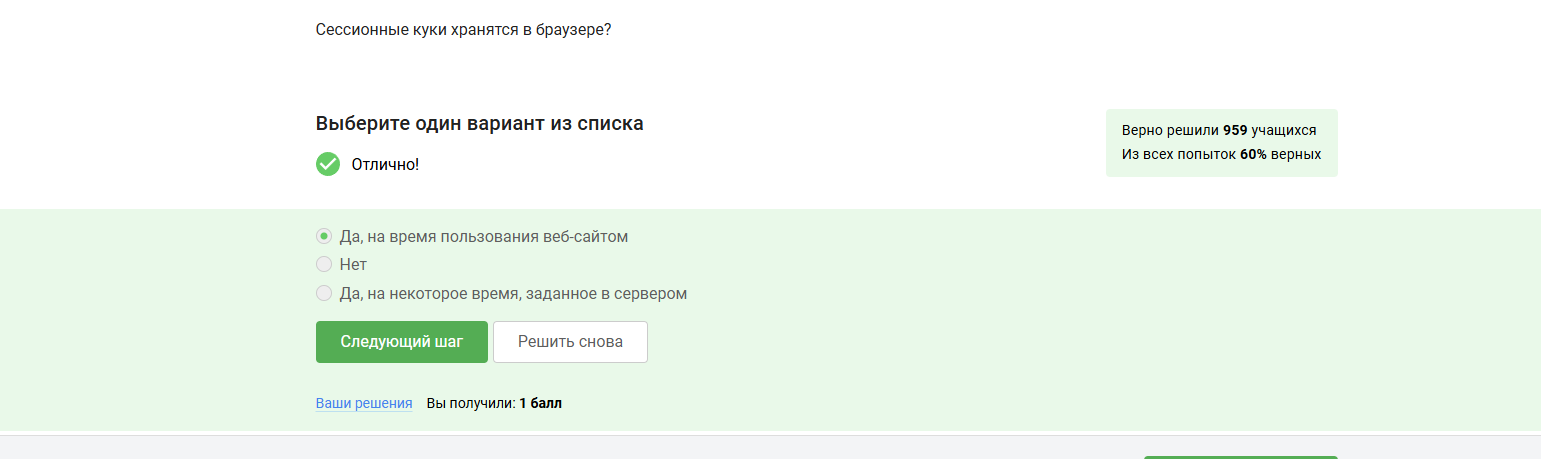 Сессионные куки хранятся в браузере?
Выберите один вариант из списка
Отлично!
Верно решили 959 учащихся
Из всех попыток 60% верных
Да, на время пользования веб-сайтом
Нет
Да, на некоторое время, заданное в сервером
Следующий шаг
Решить снова
Ваши решения Вы получили: 1 балл